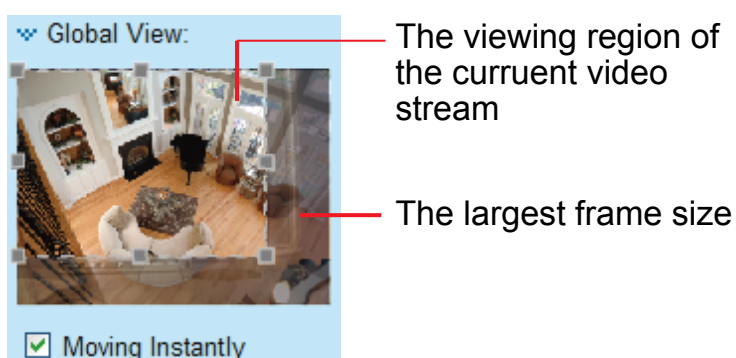 Global View:
The viewing region of
the curruent video
stream
The largest frame size
Moving Instantly